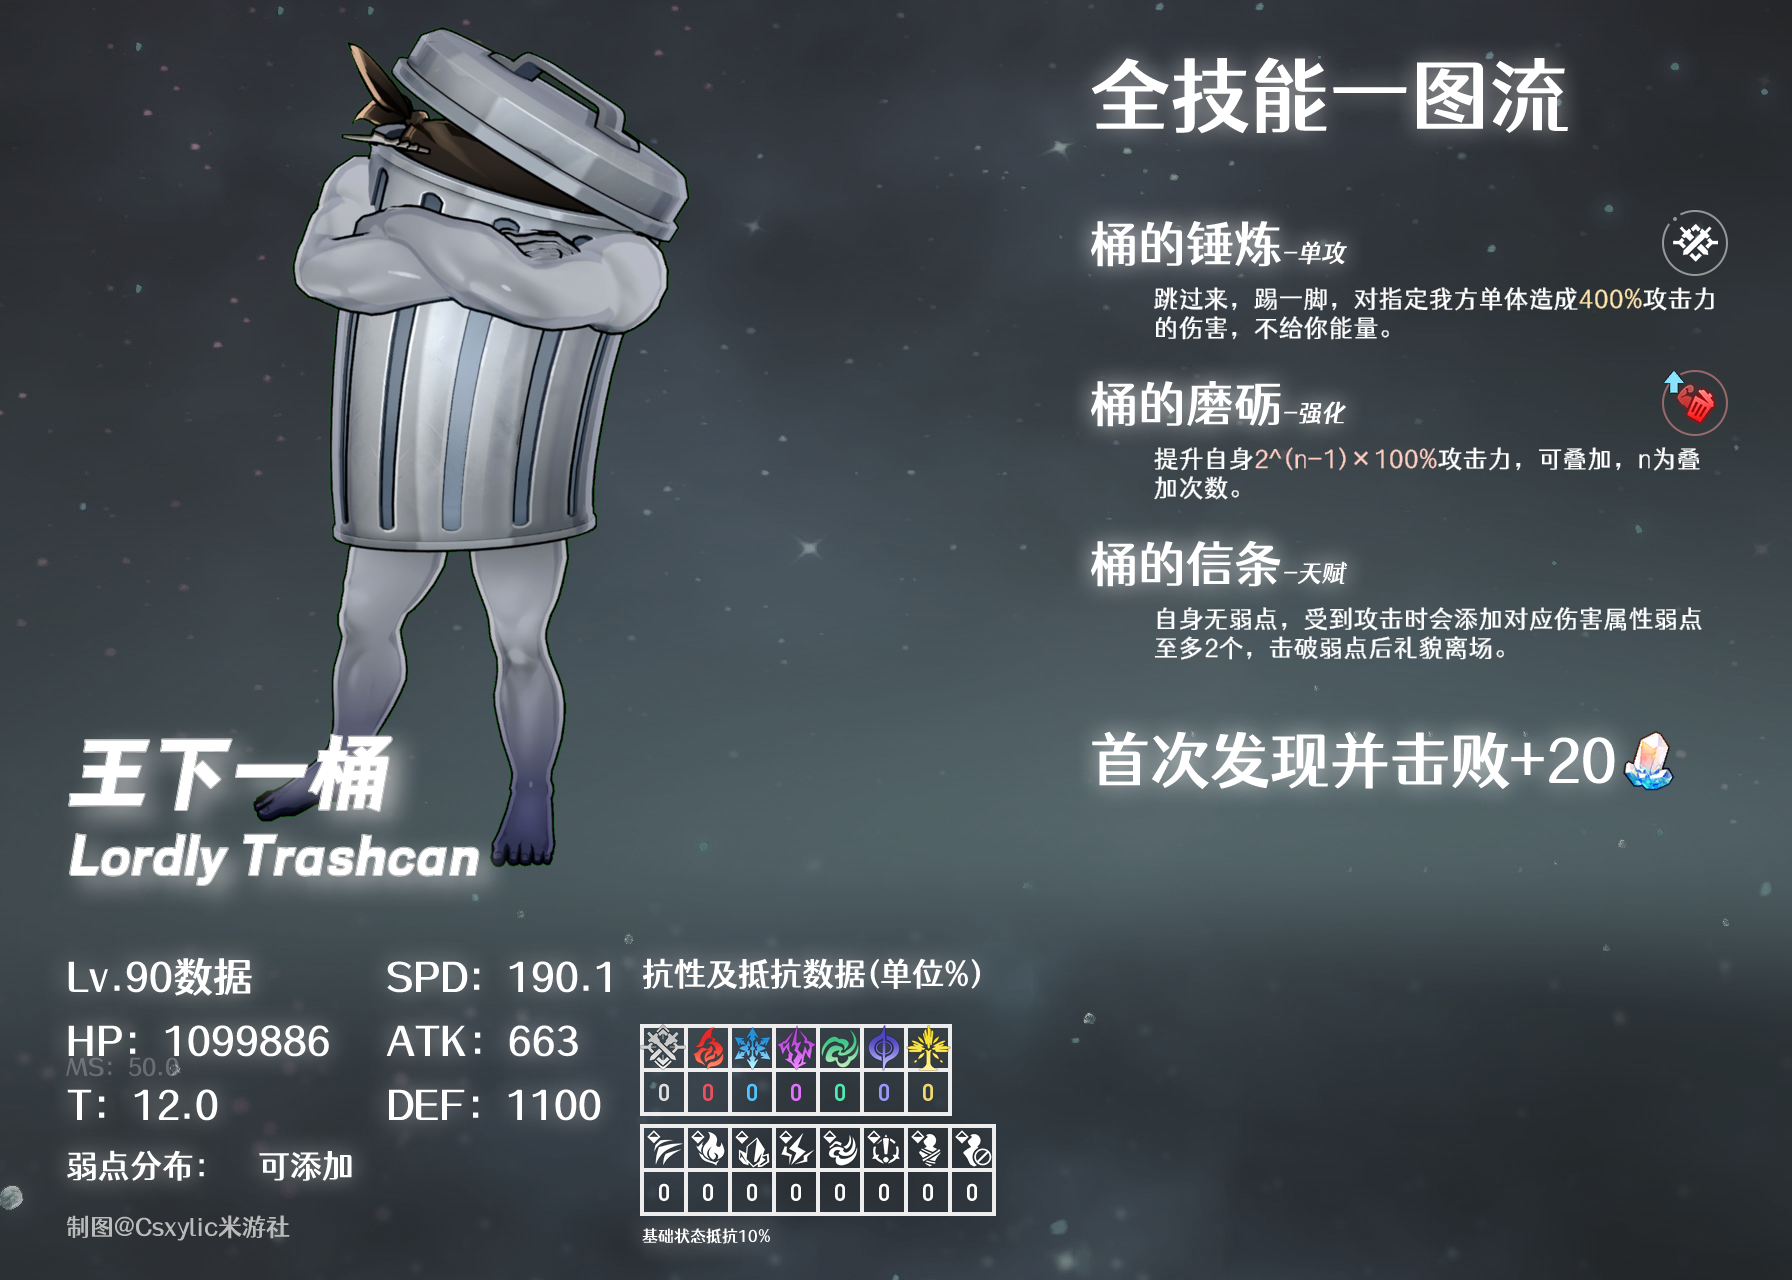 全技能一图流
桶的锤炼-单攻
跳过来，踢一脚，对指定我方单体造成400%攻击力
的伤害，不给你能量。
桶的磨砺-强化
提升自身2^(n-1)×100%攻击力，可叠加，n为叠
加次数。
桶的信条-天赋
自身无弱点，受到攻击时会添加对应伤害属性弱点
至多2个，击破弱点后礼貌离场。
首次发现并击败+20
王下一桶
Lordly Trashcan
Lv.90数据
SPD：190.1
HP：1099886
ATK：663
MS：50.0
T：12.0
DEF：1100
弱点分布：
可添加
抗性及抵抗数据(单位%)
0 0 0 0 0 0 0
0 0 0 0 0 0 0 0
基础状态抵抗10%
制图@Csxylic米游社